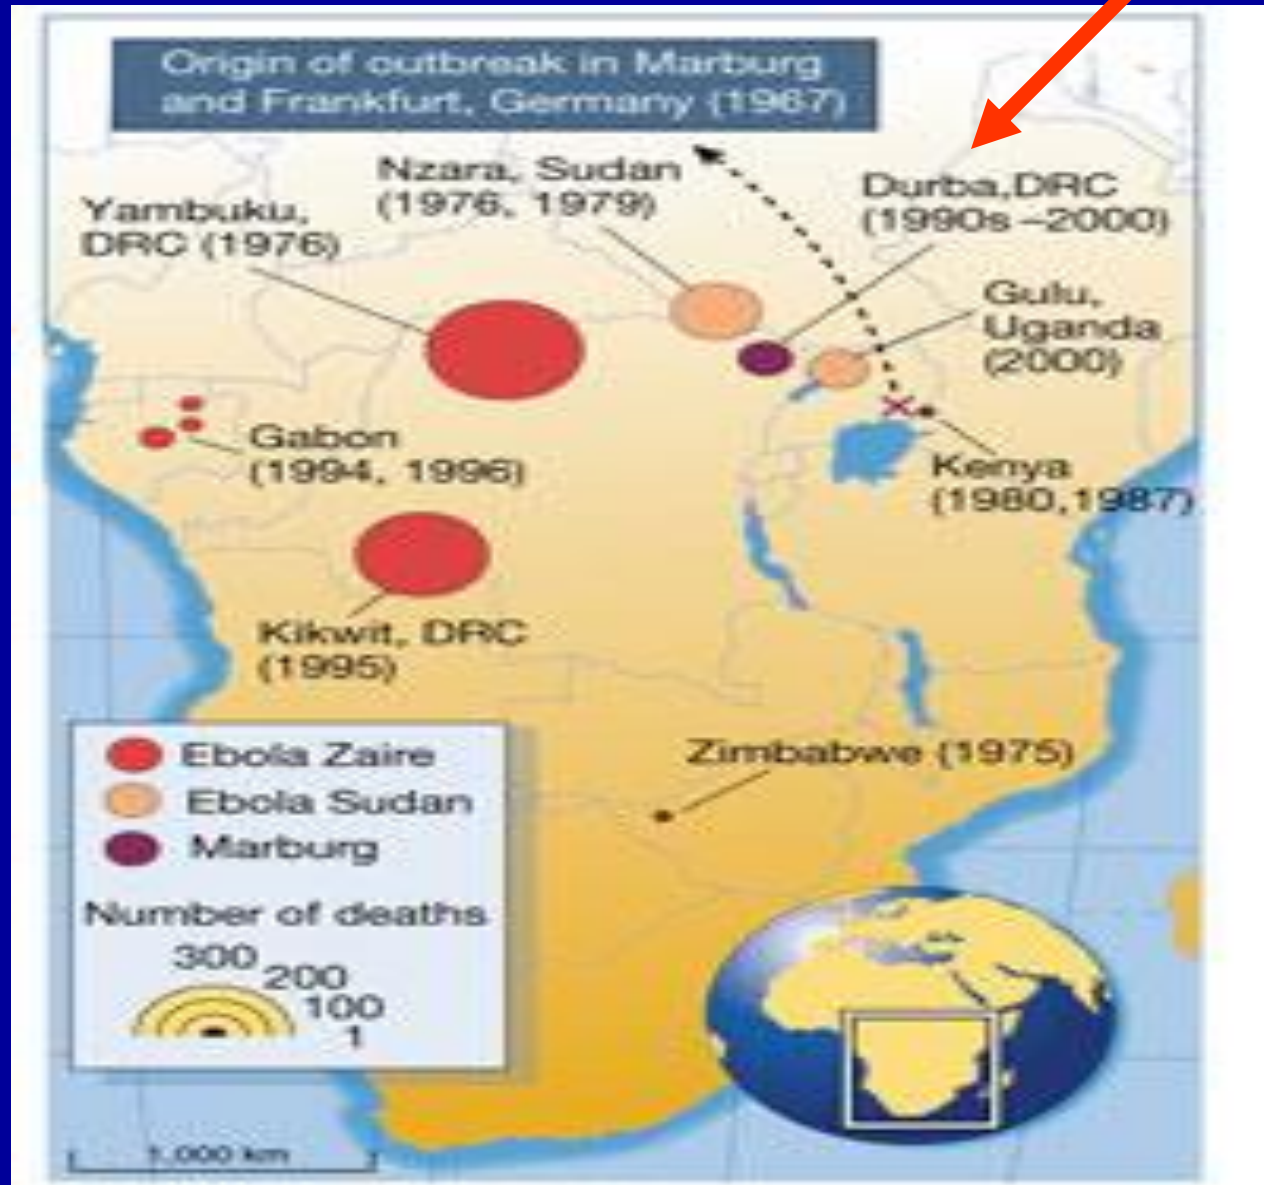 Origin of outbreak in Marburg
and Frankfurt, Germany (1967)
Nzara, Sudan
(1976, 1979)
Yambuku,
DRC (1976)
Durba,DRC
(1990s–2000)
Gulu,
Uganda
(2000)
Gabon
(1994, 1996)
Kenya
(1980,1987)
Kikwit, DRC
(1995)
Zimbabwe (1975)
Ebola Zaire
Ebola Sudan
Marburg
Number of deaths
300
200
100
1
1,000 km